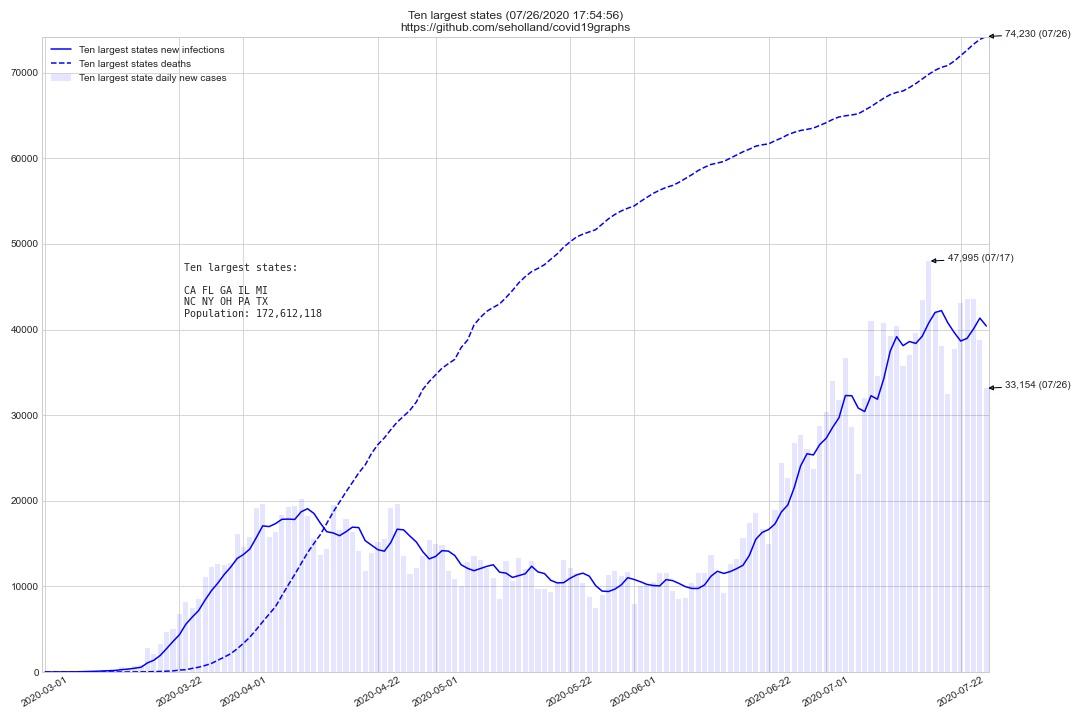 Ten largest states (07/26/2020 17:54:56)
https://github.com/seholland/covid19graphs
Ten largest states new infections
Ten largest states deaths
Ten largest state daily new cases
74,230 (07/26)
70000
60000
50000
40000
30000
20000
10000
0
Ten largest states:
CA FL GA IL MI
NC NY OH PA TX
Population: 172,612,118
47,995 (07/17)
33,154 (07/26)
2020-03-01
2020-03-22
2020-04-01
2020-04-22
2020-05-01
2020-05-22
2020-06-01
2020-06-22
2020-07-01
2020-07-22